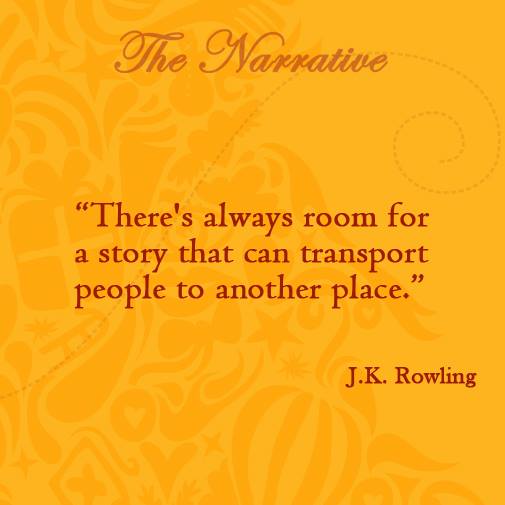 The Narrative
“There's always room for
a story that can transport
people to another place.”
J.K. Rowling